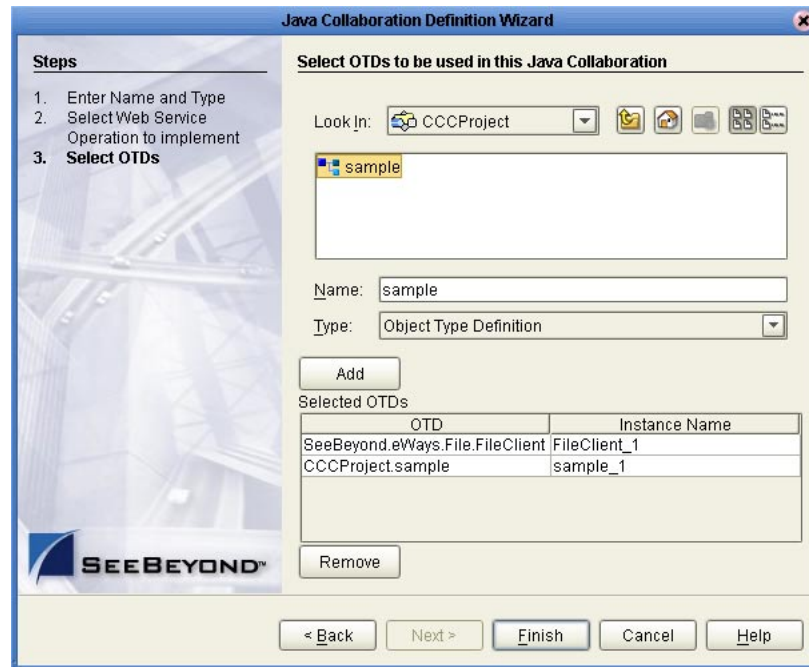 Java Collaboration Definition Wizard
Steps
1. Enter Name and Type
2. Select Web Service
Operation to implement
3. Select OTDs
SEEBEYOND™
Select OTDs to be used in this Java Collaboration
Look In: CCCProject
sample
Name: sample
Type: Object Type Definition
Add
Selected OTDs
OTD Instance Name
SeeBeyond.eWays.File.FileClient FileClient_1
CCCProject.sample sample_1
Remove
< Back Next > Finish Cancel Help